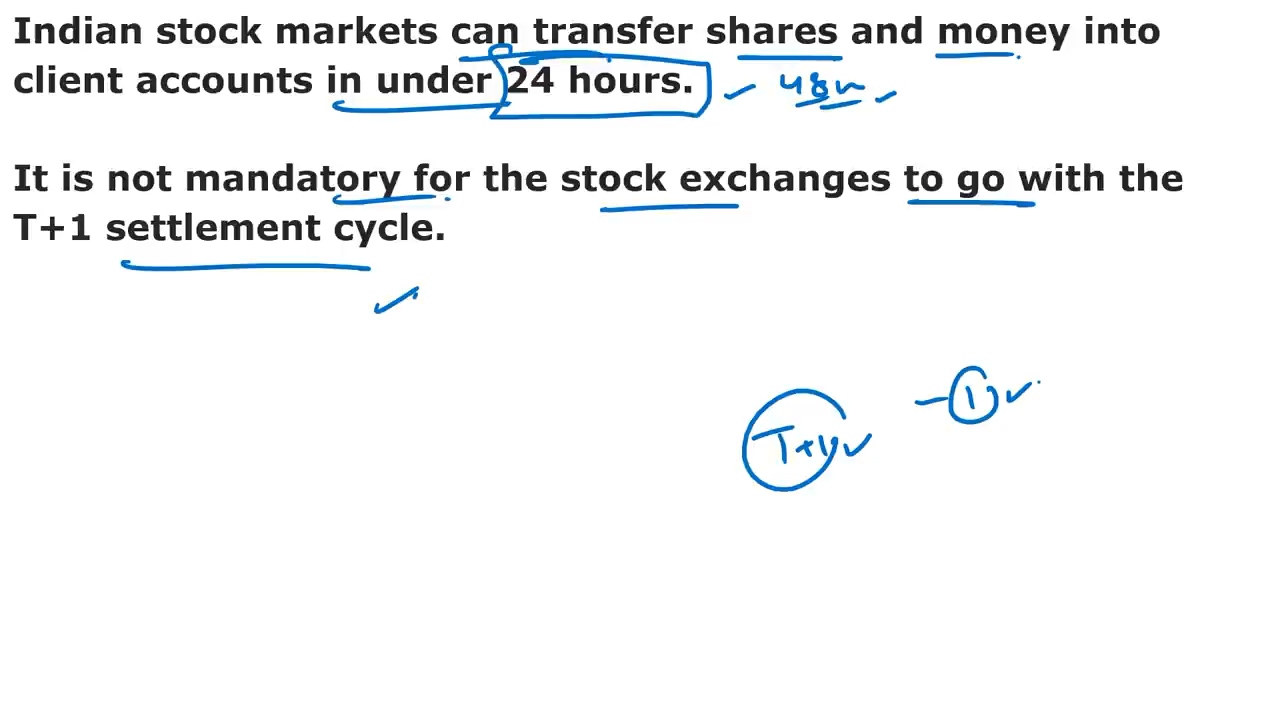 Indian stock markets can transfer shares and money into
client accounts in under 24 hours. 48h
It is not mandatory for the stock exchanges to go with the
T+1 settlement cycle.
1
T+1